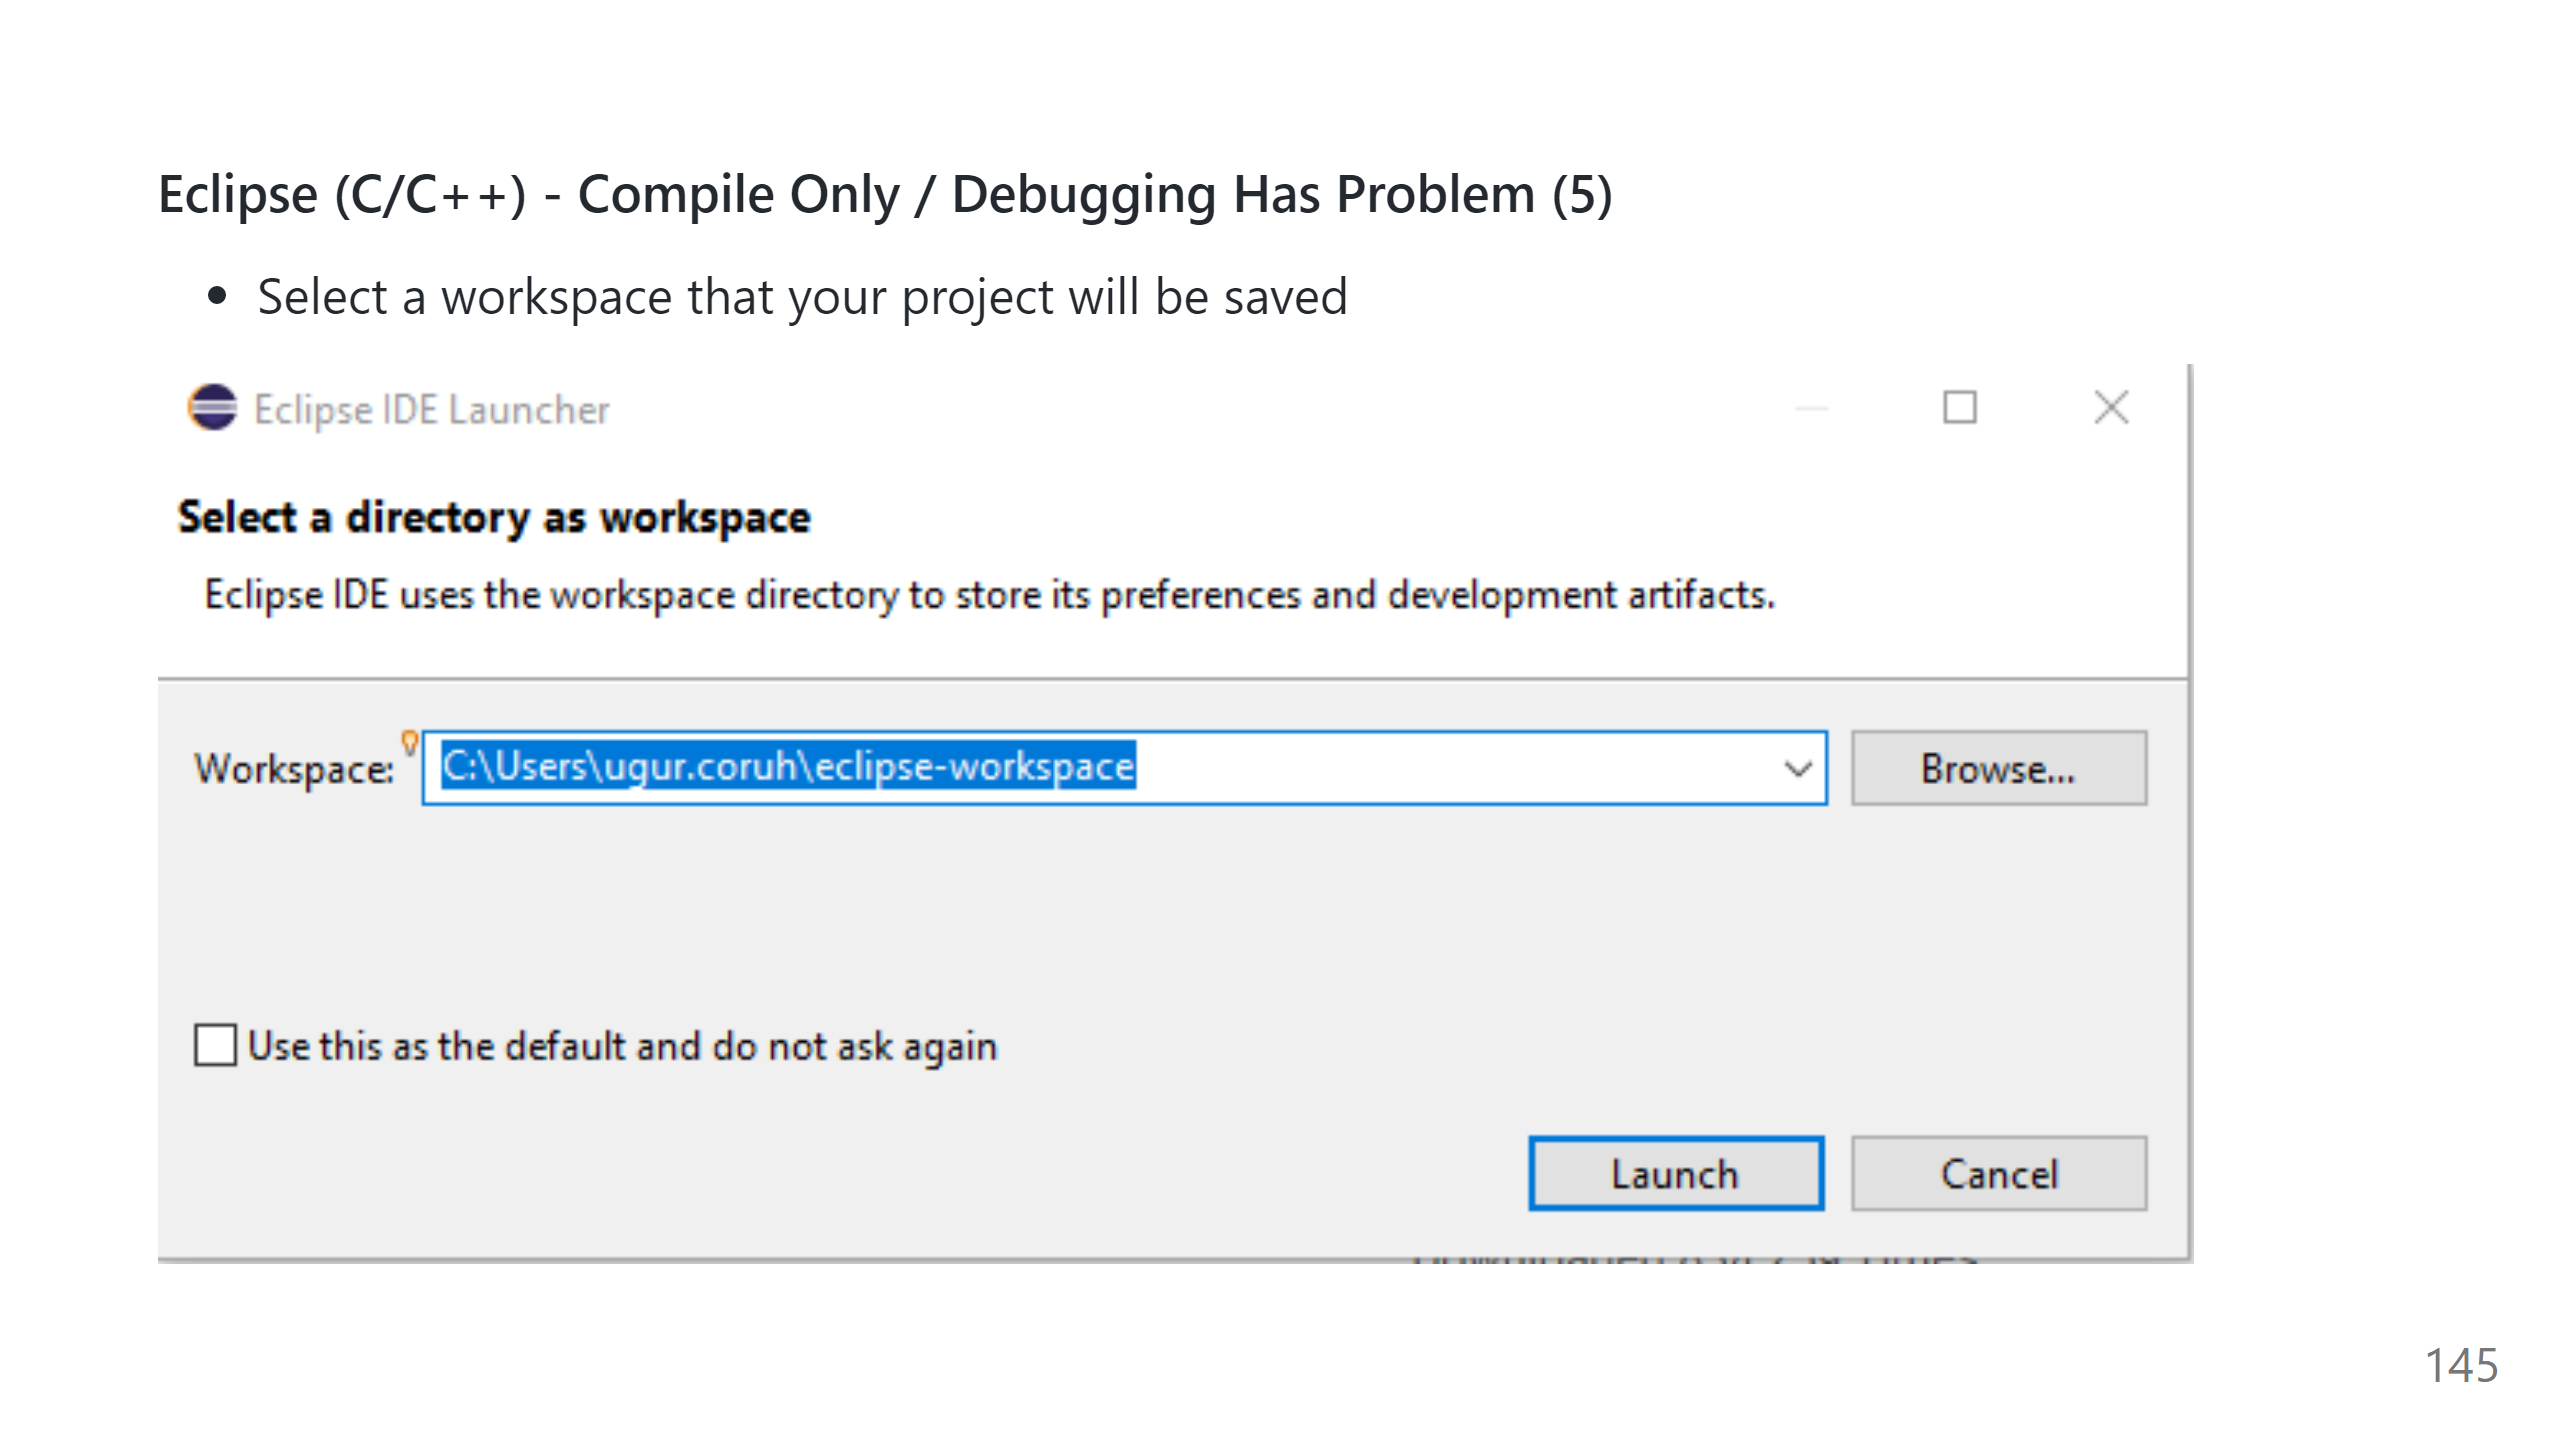 Eclipse (C/C++) - Compile Only / Debugging Has Problem (5)
• Select a workspace that your project will be saved
Eclipse IDE Launcher
Select a directory as workspace
Eclipse IDE uses the workspace directory to store its preferences and development artifacts.
Workspace: C:\Users\ugur.coruh\eclipse-workspace Browse...
Use this as the default and do not ask again
Launch Cancel
145